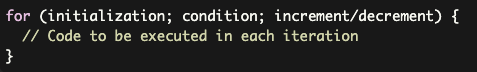 for (initialization; condition; increment/decrement) {
  // Code to be executed in each iteration
}